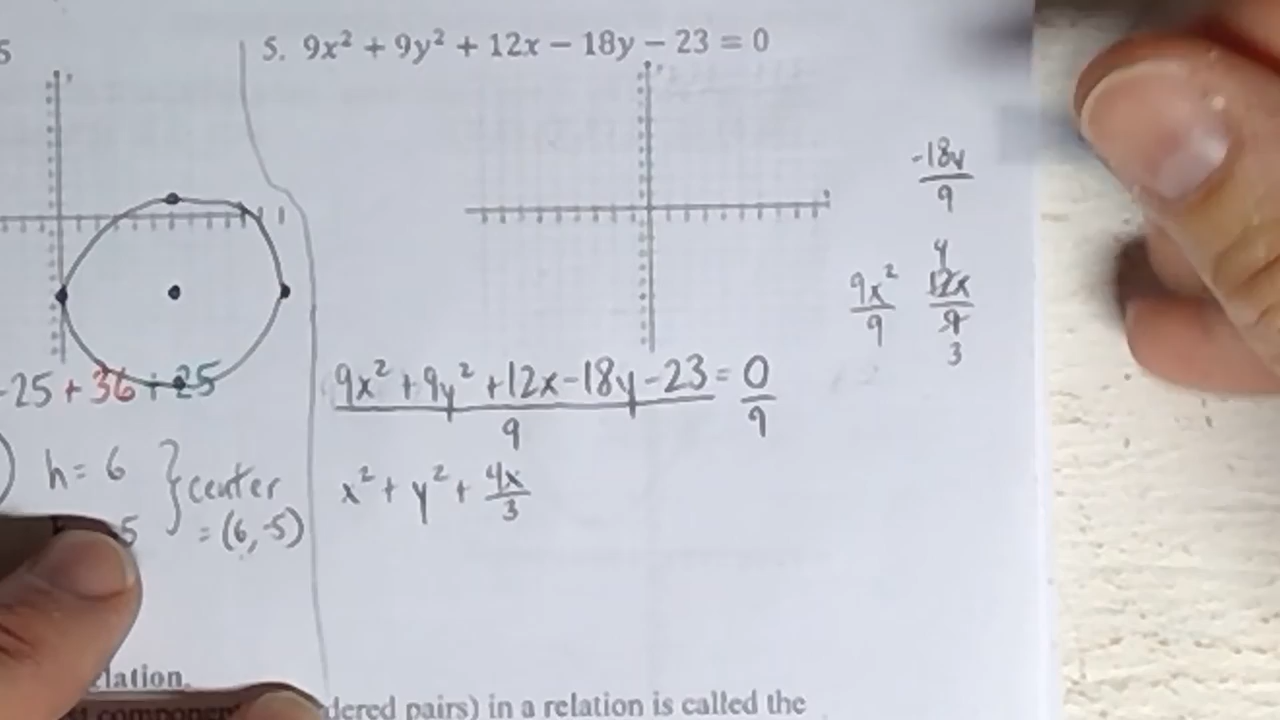 5
5. 9x² + 9y² + 12x − 18y − 23 = 0
-18y
9
9x²
9
4
12x
9
3
-25 + 36 + 25
9x² + 9y² + 12x - 18y - 23 = 0
9
9
h = 6 } center
5 = (6,-5)
x² + y² + 4x
3
lation.
dered pairs) in a relation is called the